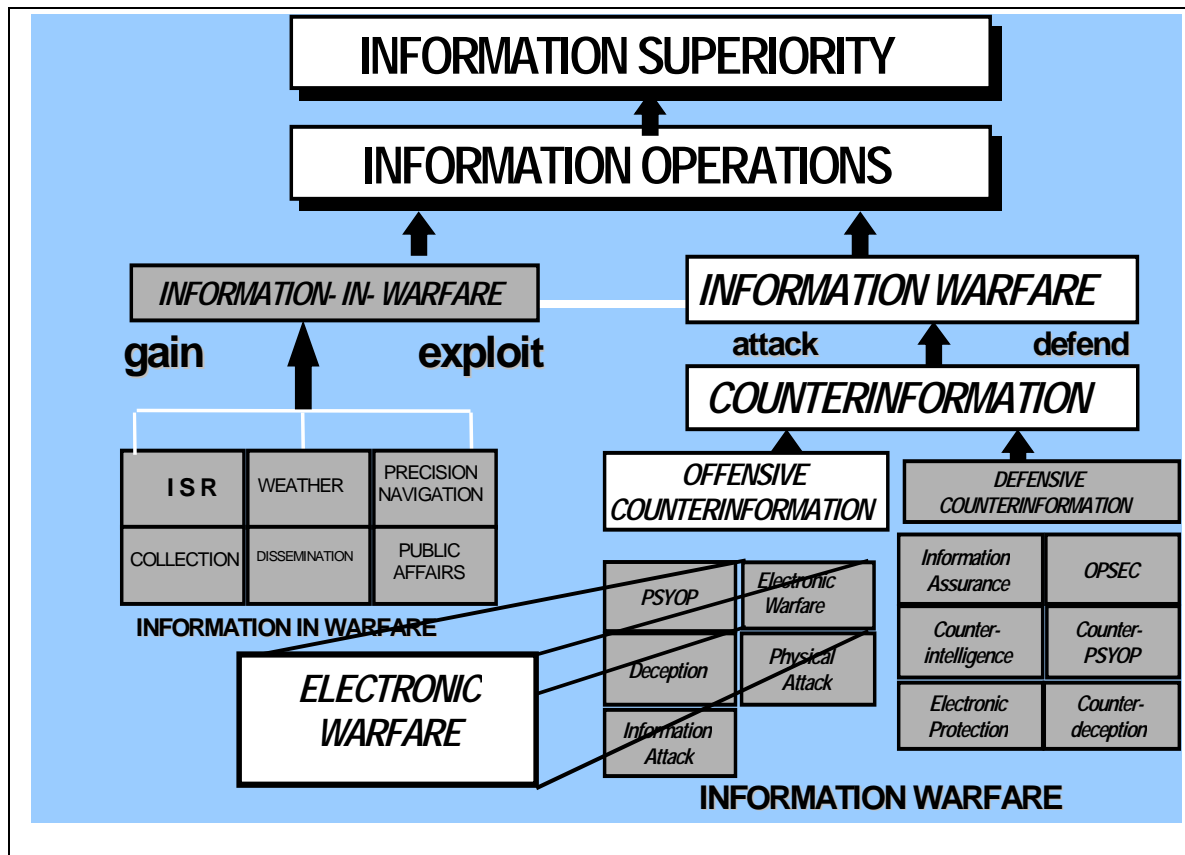 INFORMATION SUPERIORITY
INFORMATION OPERATIONS
INFORMATION- IN- WARFARE
INFORMATION WARFARE
gain
exploit
attack
defend
COUNTERINFORMATION
I S R
WEATHER
PRECISION
NAVIGATION
COLLECTION
DISSEMINATION
PUBLIC
AFFAIRS
INFORMATION IN WARFARE
OFFENSIVE
COUNTERINFORMATION
DEFENSIVE
COUNTERINFORMATION
PSYOP
Electronic
Warfare
Deception
Physical
Attack
Information
Attack
Information
Assurance
OPSEC
Counter-
intelligence
Counter-
PSYOP
Electronic
Protection
Counter-
deception
ELECTRONIC
WARFARE
INFORMATION WARFARE